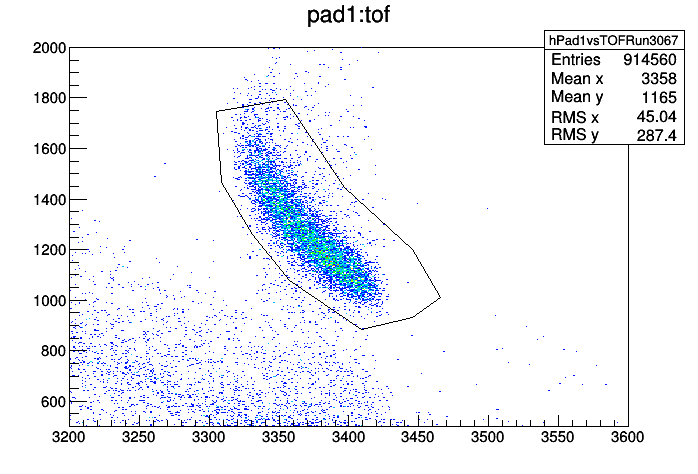 pad1:tof
hPad1vsTOFRun3067
Entries 914560
Mean x 3358
Mean y 1165
RMS x 45.04
RMS y 287.4
2000
1800
1600
1400
1200
1000
800
600
3200 3250 3300 3350 3400 3450 3500 3550 3600